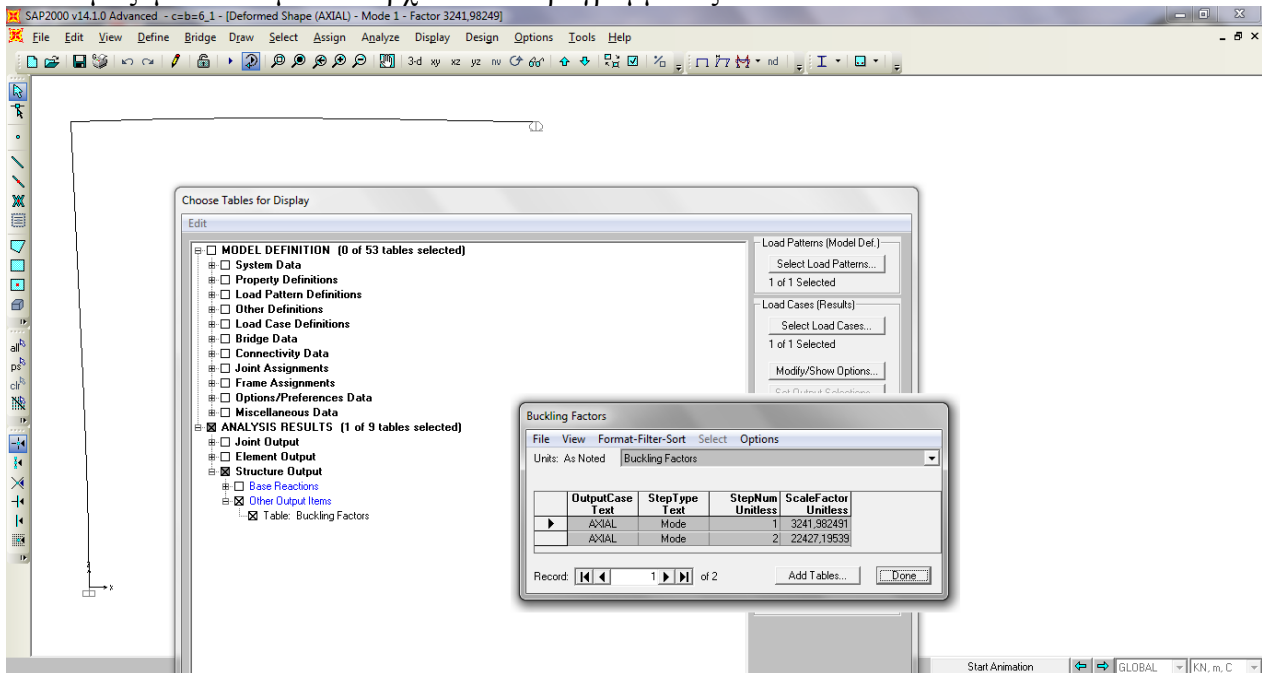 SAP2000 v14.1.0 Advanced - c=b=6_1 - [Deformed Shape (AXIAL) - Mode 1 - Factor 3241,98249]
File Edit View Define Bridge Draw Select Assign Analyze Display Design Options Tools Help
3-d xy xz yz nv nd
all
ps
clr
Choose Tables for Display
Edit
MODEL DEFINITION (0 of 53 tables selected)
System Data
Property Definitions
Load Pattern Definitions
Other Definitions
Load Case Definitions
Bridge Data
Connectivity Data
Joint Assignments
Frame Assignments
Options/Preferences Data
Miscellaneous Data
ANALYSIS RESULTS (1 of 9 tables selected)
Joint Output
Element Output
Structure Output
Base Reactions
Other Output Items
Table: Buckling Factors
Load Patterns (Model Def.)
Select Load Patterns...
1 of 1 Selected
Load Cases (Results)
Select Load Cases...
1 of 1 Selected
Modify/Show Options...
Buckling Factors
File View Format-Filter-Sort Select Options
Units: As Noted Buckling Factors
OutputCase StepType StepNum ScaleFactor
Text Text Unitless Unitless
AXIAL Mode 1 3241,982491
AXIAL Mode 2 22427,19539
Record: 1 of 2 Add Tables... Done
x
Start Animation GLOBAL KN, m, C